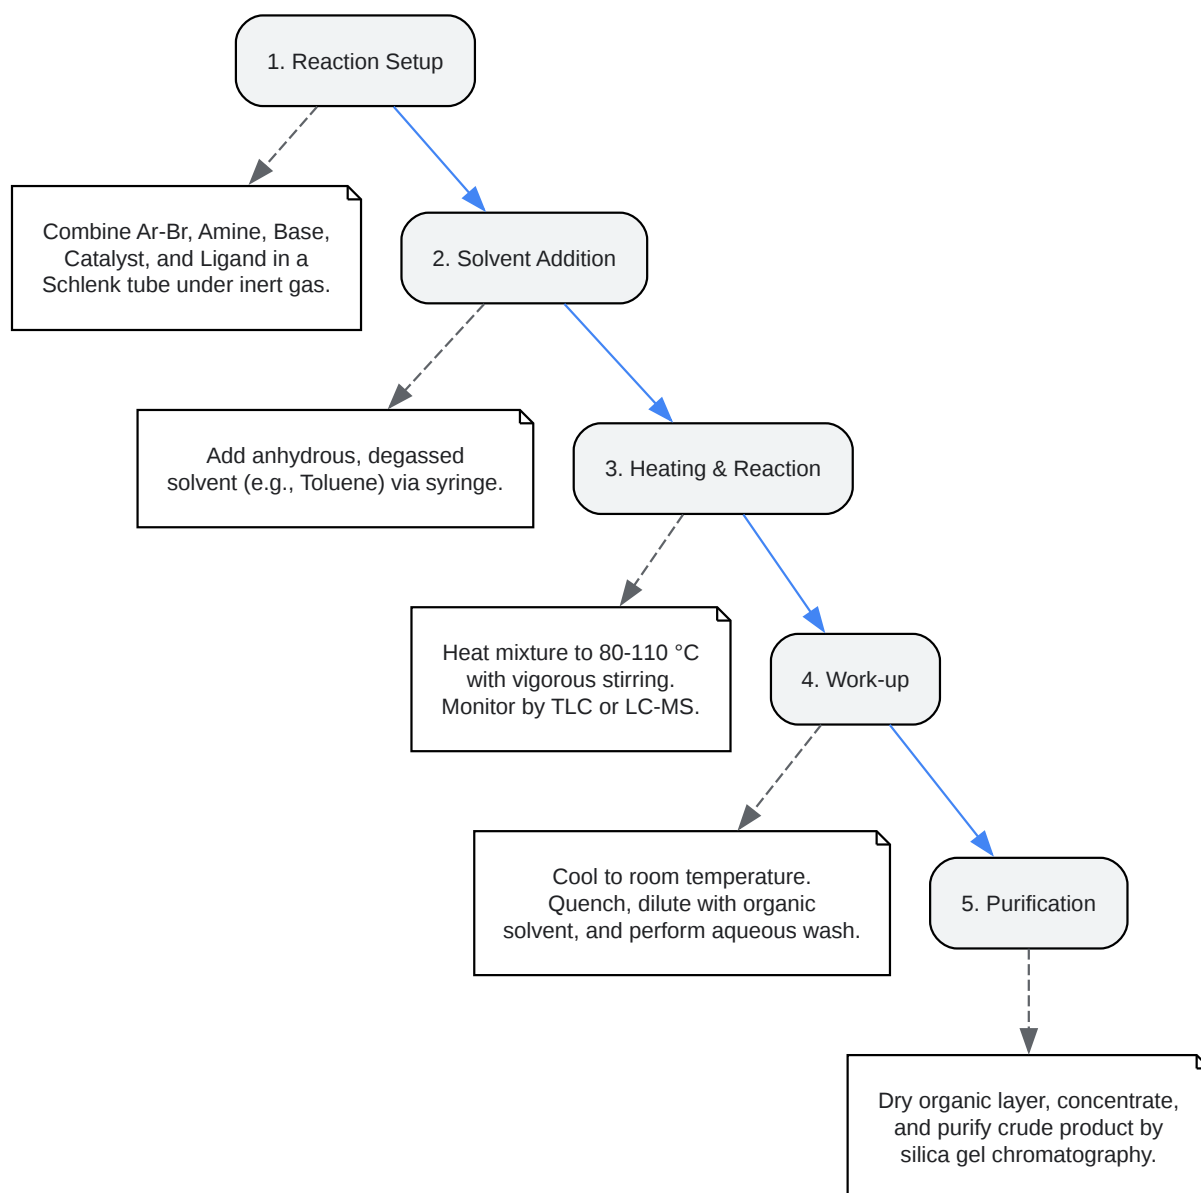 1. Reaction Setup
Combine Ar-Br, Amine, Base,
Catalyst, and Ligand in a
Schlenk tube under inert gas.
2. Solvent Addition
Add anhydrous, degassed
solvent (e.g., Toluene) via syringe.
3. Heating & Reaction
Heat mixture to 80-110 °C
with vigorous stirring.
Monitor by TLC or LC-MS.
4. Work-up
Cool to room temperature.
Quench, dilute with organic
solvent, and perform aqueous wash.
5. Purification
Dry organic layer, concentrate,
and purify crude product by
silica gel chromatography.